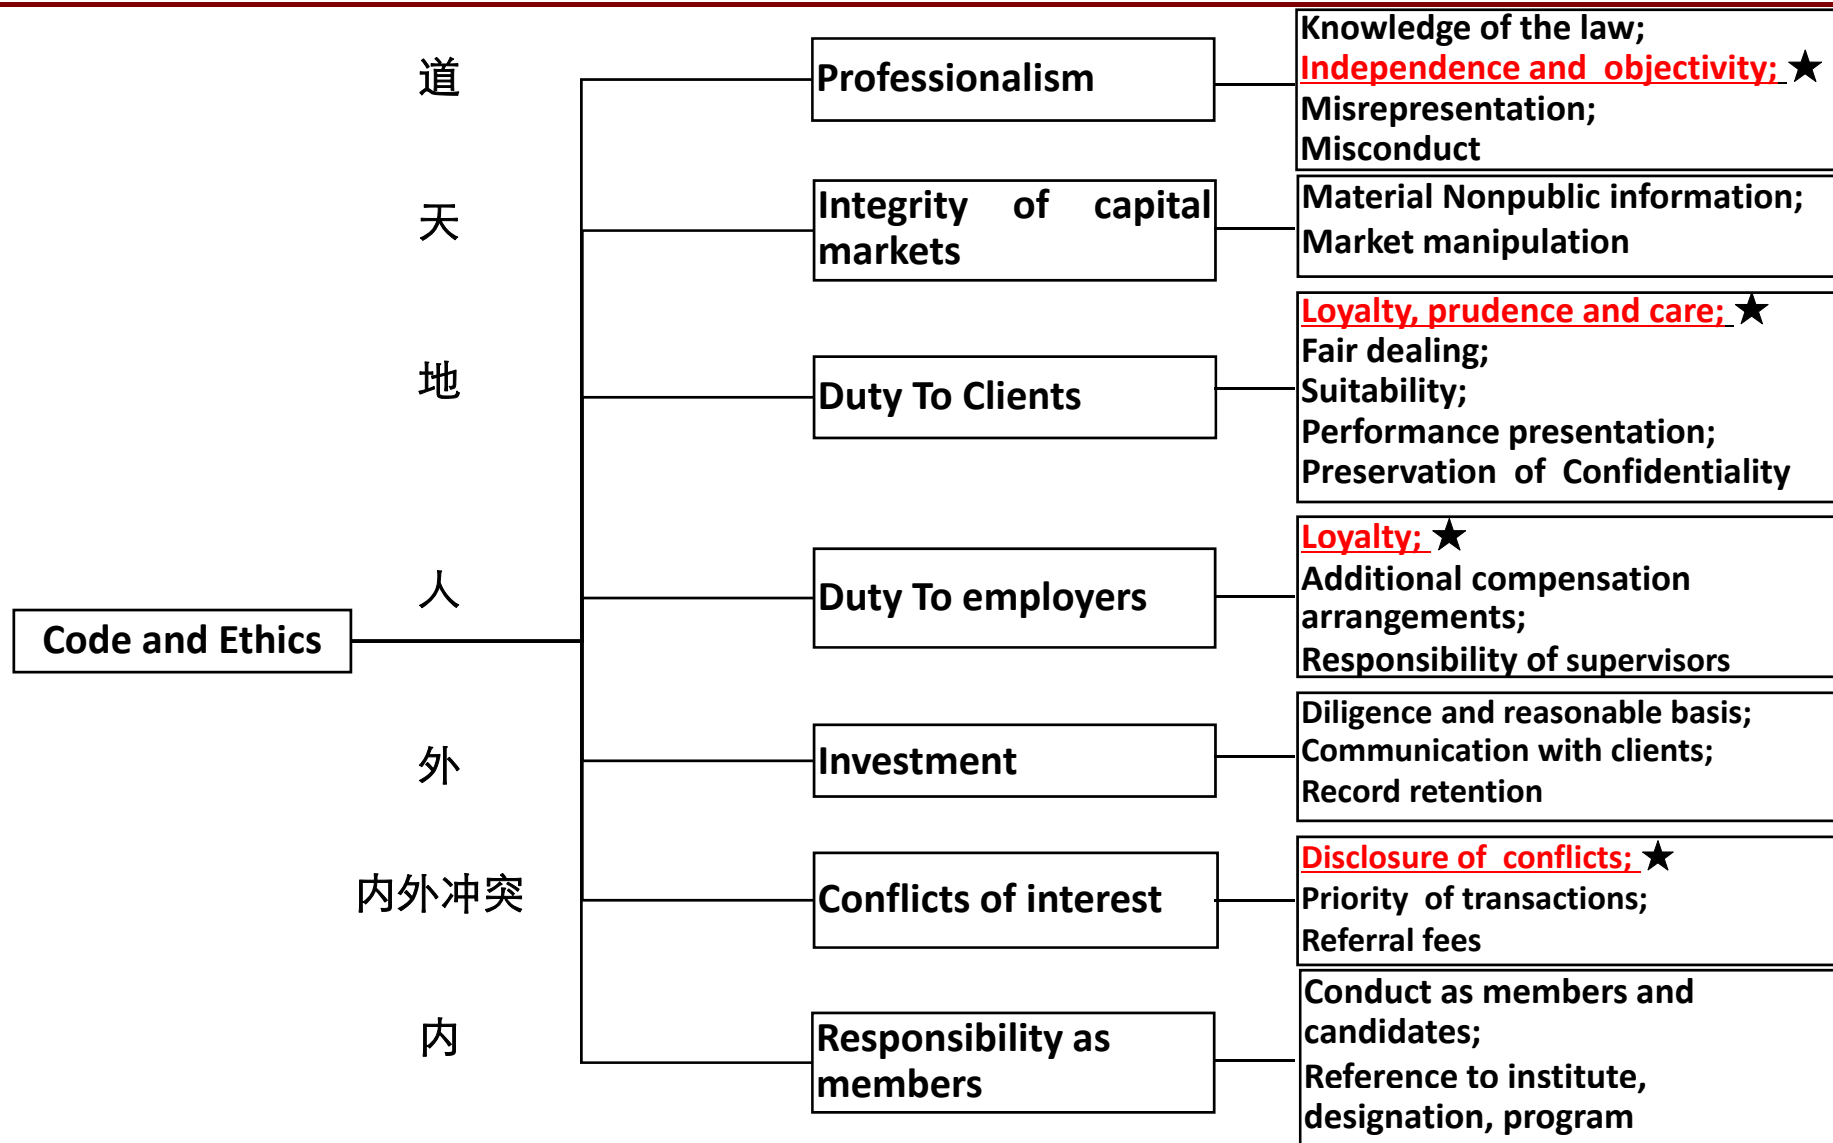 道
Professionalism
Knowledge of the law;
Independence and objectivity; ★
Misrepresentation;
Misconduct
天
Integrity of capital
markets
Material Nonpublic information;
Market manipulation
地
Duty To Clients
Loyalty, prudence and care; ★
Fair dealing;
Suitability;
Performance presentation;
Preservation of Confidentiality
人
Duty To employers
Loyalty; ★
Additional compensation
arrangements;
Responsibility of supervisors
Code and Ethics
外
Investment
Diligence and reasonable basis;
Communication with clients;
Record retention
内外冲突
Conflicts of interest
Disclosure of conflicts; ★
Priority of transactions;
Referral fees
内
Responsibility as
members
Conduct as members and
candidates;
Reference to institute,
designation, program